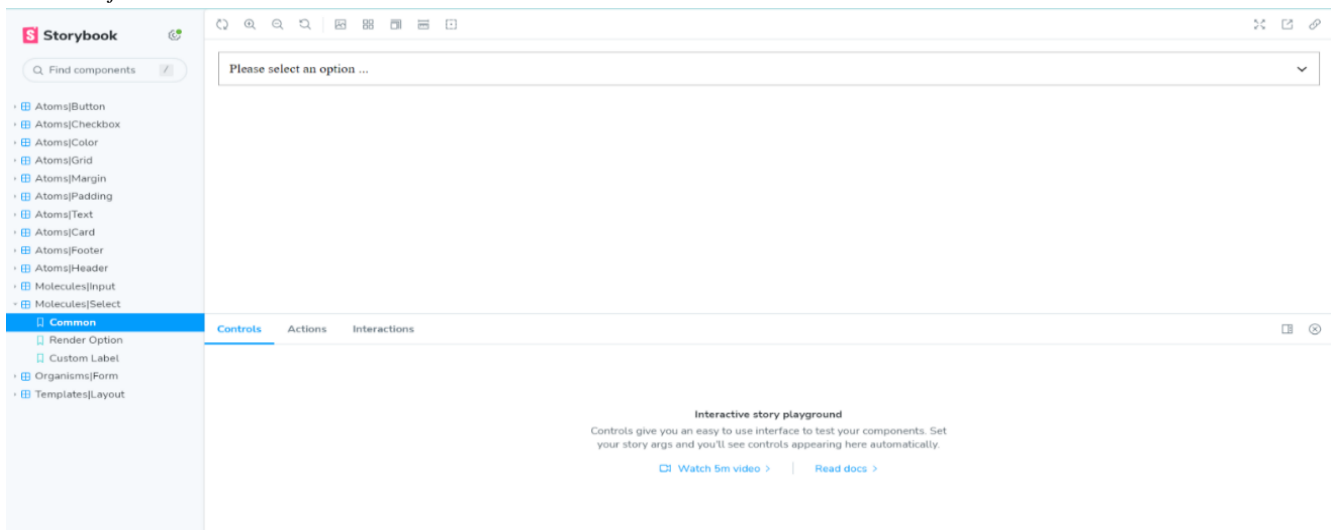 Storybook
Find components /
Atoms|Button
Atoms|Checkbox
Atoms|Color
Atoms|Grid
Atoms|Margin
Atoms|Padding
Atoms|Text
Atoms|Card
Atoms|Footer
Atoms|Header
Molecules|Input
Molecules|Select
Common
Render Option
Custom Label
Organisms|Form
Templates|Layout
Please select an option ...
Controls Actions Interactions
Interactive story playground
Controls give you an easy to use interface to test your components. Set
your story args and you'll see controls appearing here automatically.
Watch 5m video > Read docs >